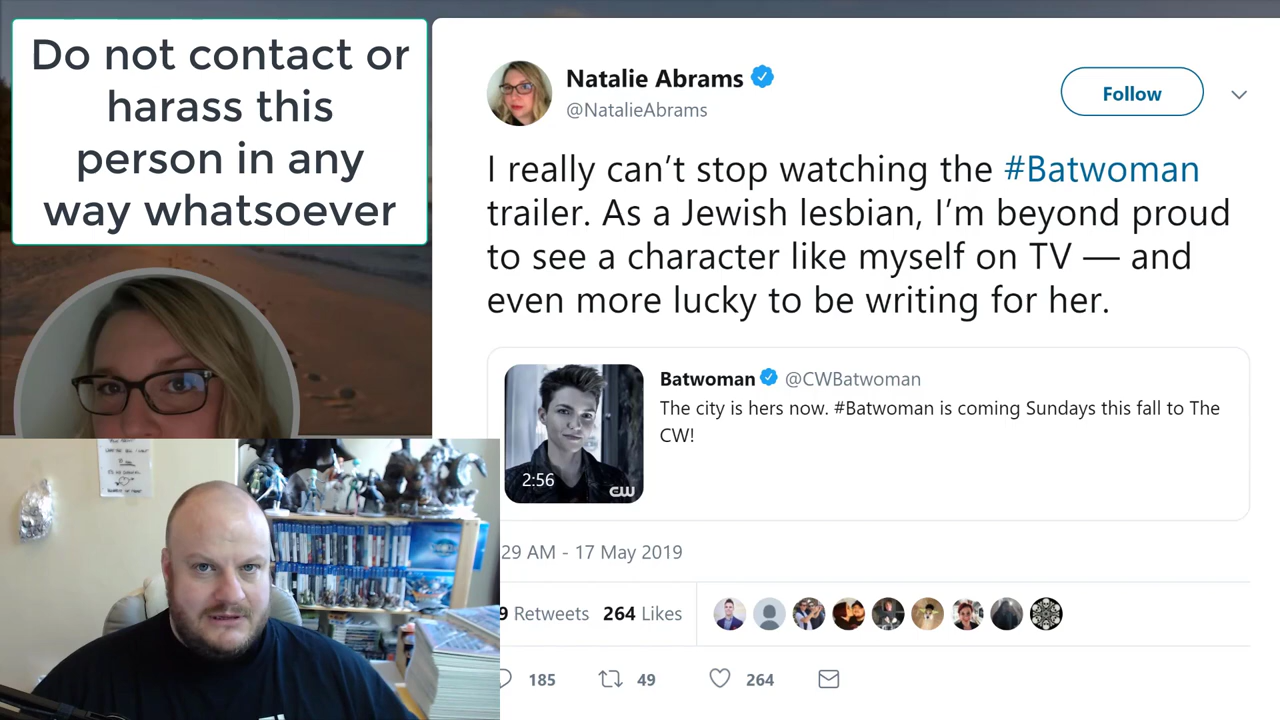 Do not contact or
harass this
person in any
way whatsoever
Natalie Abrams
@NatalieAbrams
Follow
I really can't stop watching the #Batwoman
trailer. As a Jewish lesbian, I'm beyond proud
to see a character like myself on TV — and
even more lucky to be writing for her.
Batwoman @CWBatwoman
The city is hers now. #Batwoman is coming Sundays this fall to The
CW!
2:56
CW
29 AM - 17 May 2019
9 Retweets 264 Likes
185 49 264